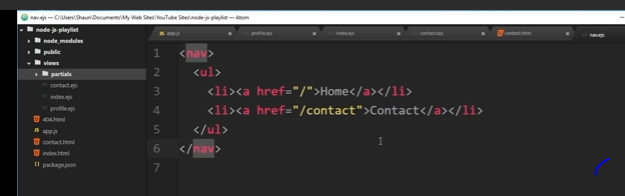 nav.ejs — C:\Users\Shaun\Documents\My Web Sites\YouTube Sites\node-js-playlist — Atom
node-js-playlist
node_modules
public
views
partials
contact.ejs
index.ejs
profile.ejs
404.html
app.js
contact.html
index.html
package.json
app.js profile.ejs index.ejs contact.ejs contact.html nav.ejs
1 <nav>
2 <ul>
3 <li><a href="/">Home</a></li>
4 <li><a href="/contact">Contact</a></li>
5 </ul>
6 </nav>
7